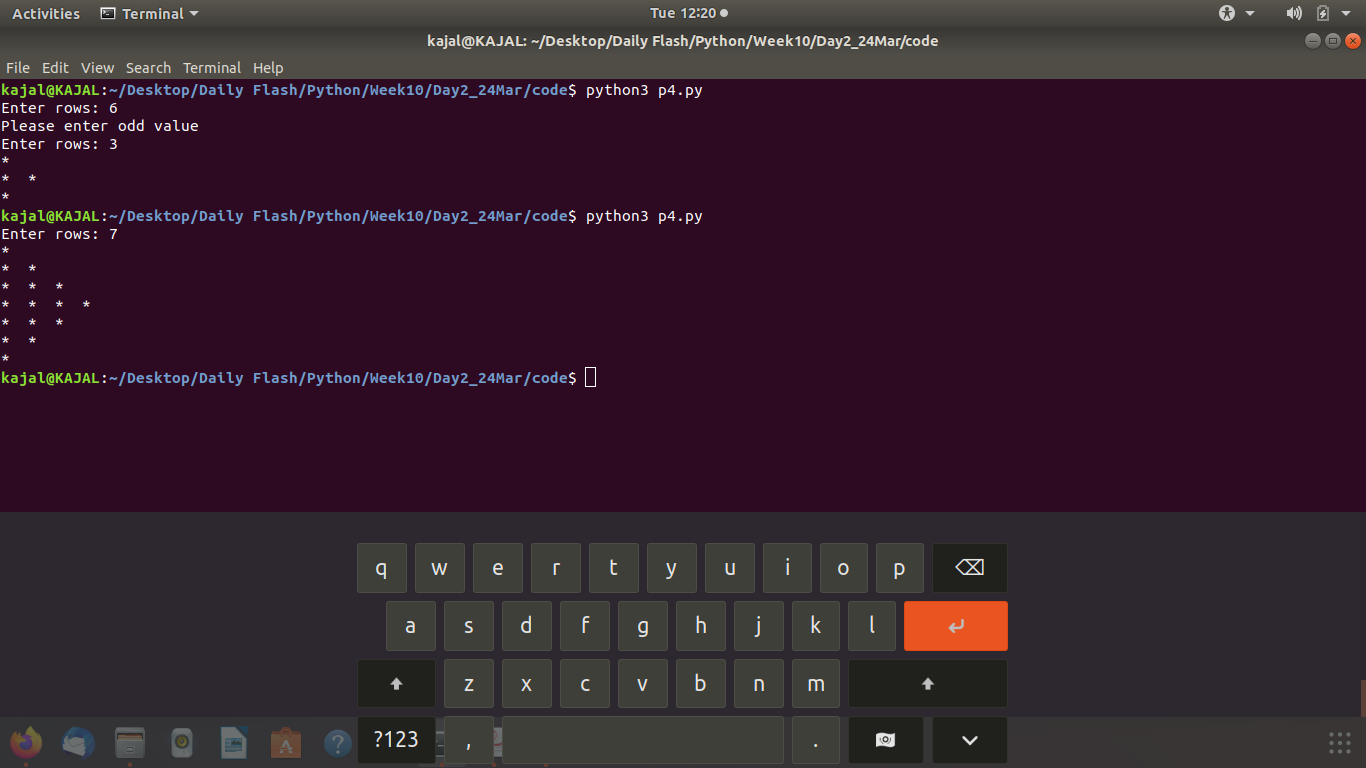 Activities Terminal Tue 12:20
kajal@KAJAL: ~/Desktop/Daily Flash/Python/Week10/Day2_24Mar/code
File Edit View Search Terminal Help
kajal@KAJAL:~/Desktop/Daily Flash/Python/Week10/Day2_24Mar/code$ python3 p4.py
Enter rows: 6
Please enter odd value
Enter rows: 3
*
*  *
*
kajal@KAJAL:~/Desktop/Daily Flash/Python/Week10/Day2_24Mar/code$ python3 p4.py
Enter rows: 7
*
*  *
*  *  *
*  *  *  *
*  *  *
*  *
*
kajal@KAJAL:~/Desktop/Daily Flash/Python/Week10/Day2_24Mar/code$
q w e r t y u i o p
a s d f g h j k l
z x c v b n m
?123 , .